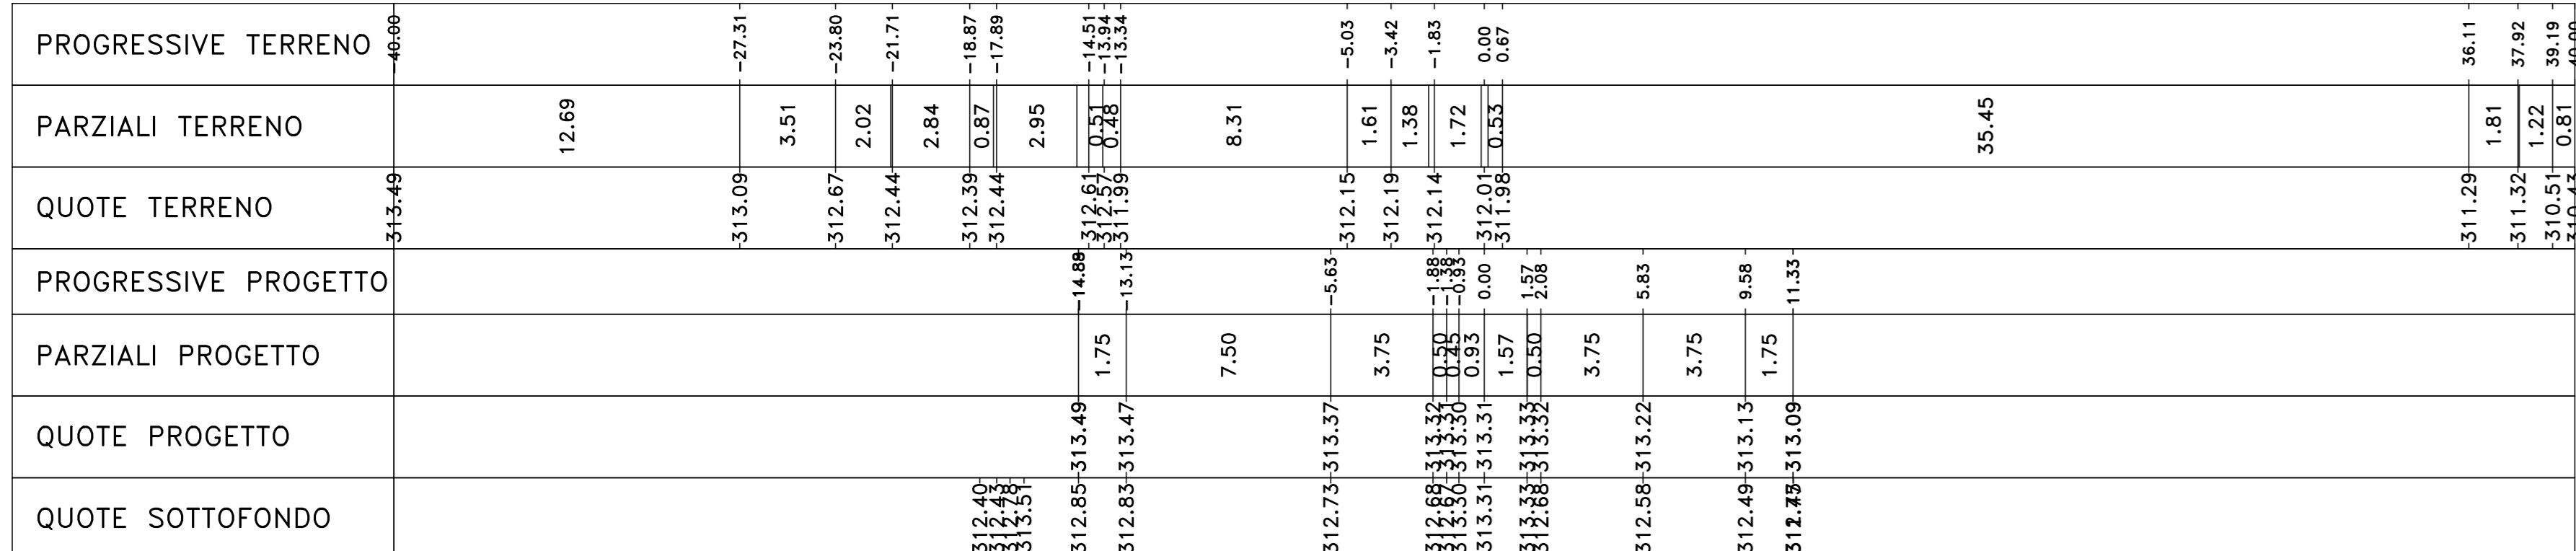 PROGRESSIVE TERRENO -40.00 -27.31 -23.80 -21.71 -18.87 -17.89 -14.51 -13.94 -13.34 -5.03 -3.42 -1.83 0.00 0.67 36.11 37.92 39.19
PARZIALI TERRENO 12.69 3.51 2.02 2.84 0.87 2.95 0.51 0.48 8.31 1.61 1.38 1.72 0.53 35.45 1.81 1.22 0.81
QUOTE TERRENO 313.49 313.09 312.67 312.44 312.39 312.44 312.61 312.57 311.99 312.15 312.19 312.14 312.01 311.98 311.29 311.32 310.51
PROGRESSIVE PROGETTO -14.88 -13.13 -5.63 -1.88 -1.38 -0.93 0.00 1.57 2.08 5.83 9.58 11.33
PARZIALI PROGETTO 1.75 7.50 3.75 0.50 0.45 0.93 1.57 0.50 3.75 3.75 1.75
QUOTE PROGETTO 313.49 313.47 313.37 313.32 313.31 313.30 313.31 313.33 313.32 313.22 313.13 313.09
QUOTE SOTTOFONDO 312.40 312.43 313.51 312.85 312.83 312.73 312.68 312.67 313.30 313.31 313.33 312.68 312.58 312.49